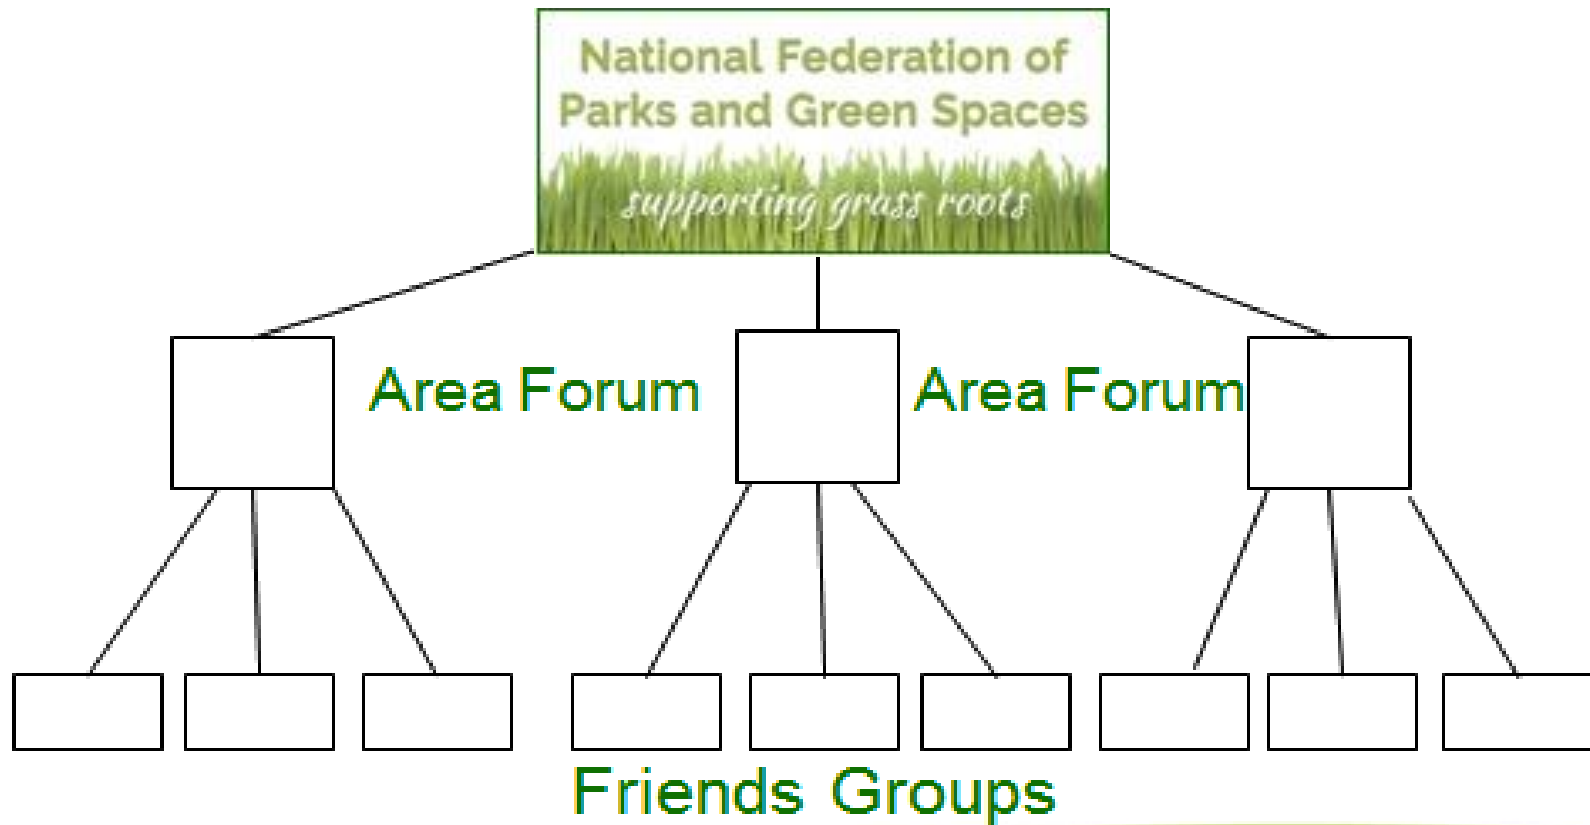 National Federation of
Parks and Green Spaces
supporting grass roots
Area Forum
Area Forum
Friends Groups